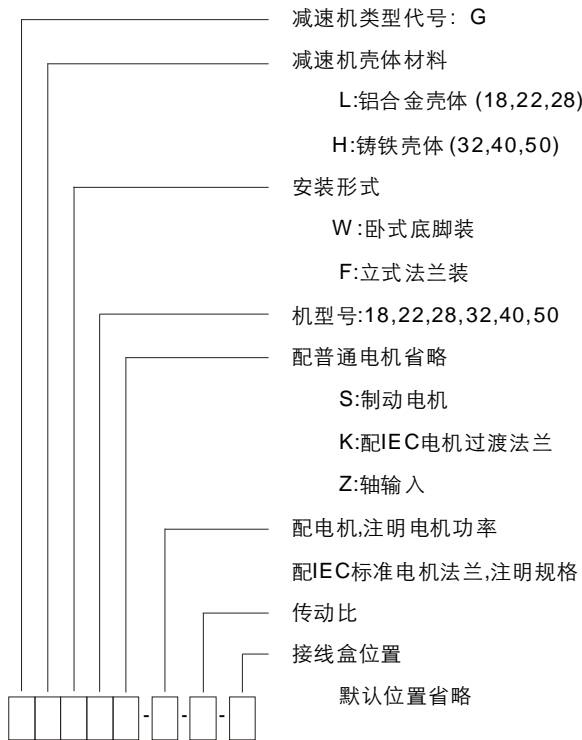 减速机类型代号: G
减速机壳体材料
L:铝合金壳体 (18,22,28)
H:铸铁壳体 (32,40,50)
安装形式
W:卧式底脚装
F:立式法兰装
机型号:18,22,28,32,40,50
配普通电机省略
S:制动电机
K:配IEC电机过渡法兰
Z:轴输入
配电机,注明电机功率
配IEC标准电机法兰,注明规格
传动比
接线盒位置
默认位置省略
- - -